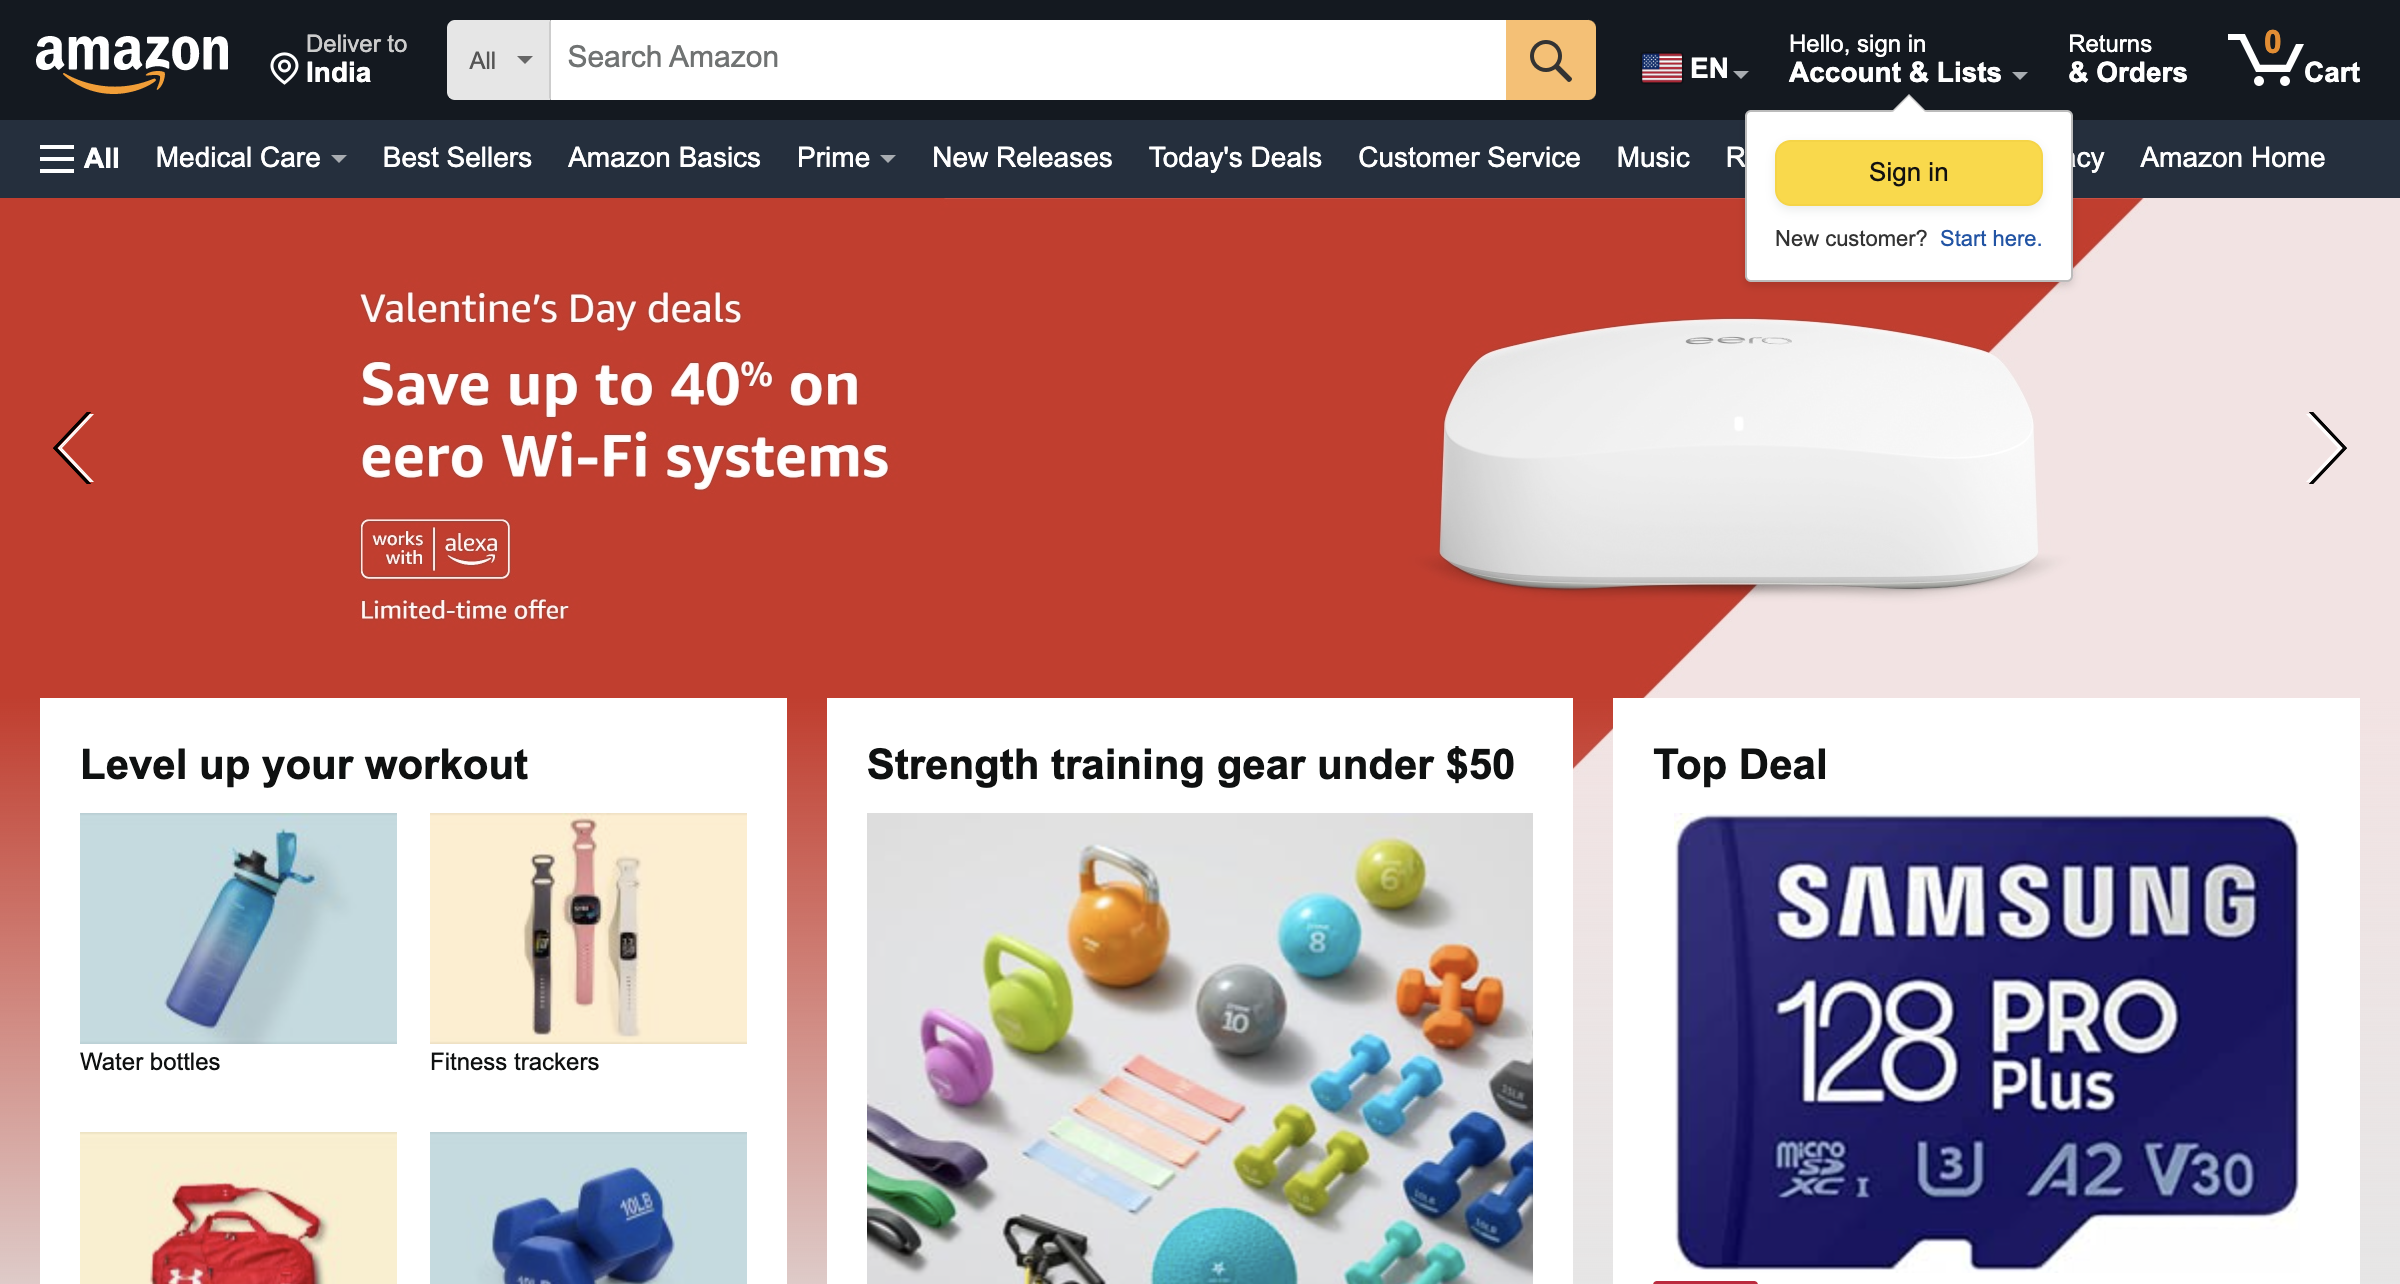 amazon
Deliver to
India
All
Search Amazon
EN
Hello, sign in
Account & Lists
Returns
& Orders
0
Cart
All
Medical Care
Best Sellers
Amazon Basics
Prime
New Releases
Today's Deals
Customer Service
Music
Amazon Home
Sign in
New customer? Start here.
Valentine's Day deals
Save up to 40% on
eero Wi-Fi systems
works with alexa
Limited-time offer
eero
Level up your workout
Water bottles
Fitness trackers
10LB
10LB
Strength training gear under $50
6
8
10
Top Deal
SAMSUNG
128 PRO Plus
micro SD XC I U3 A2 V30